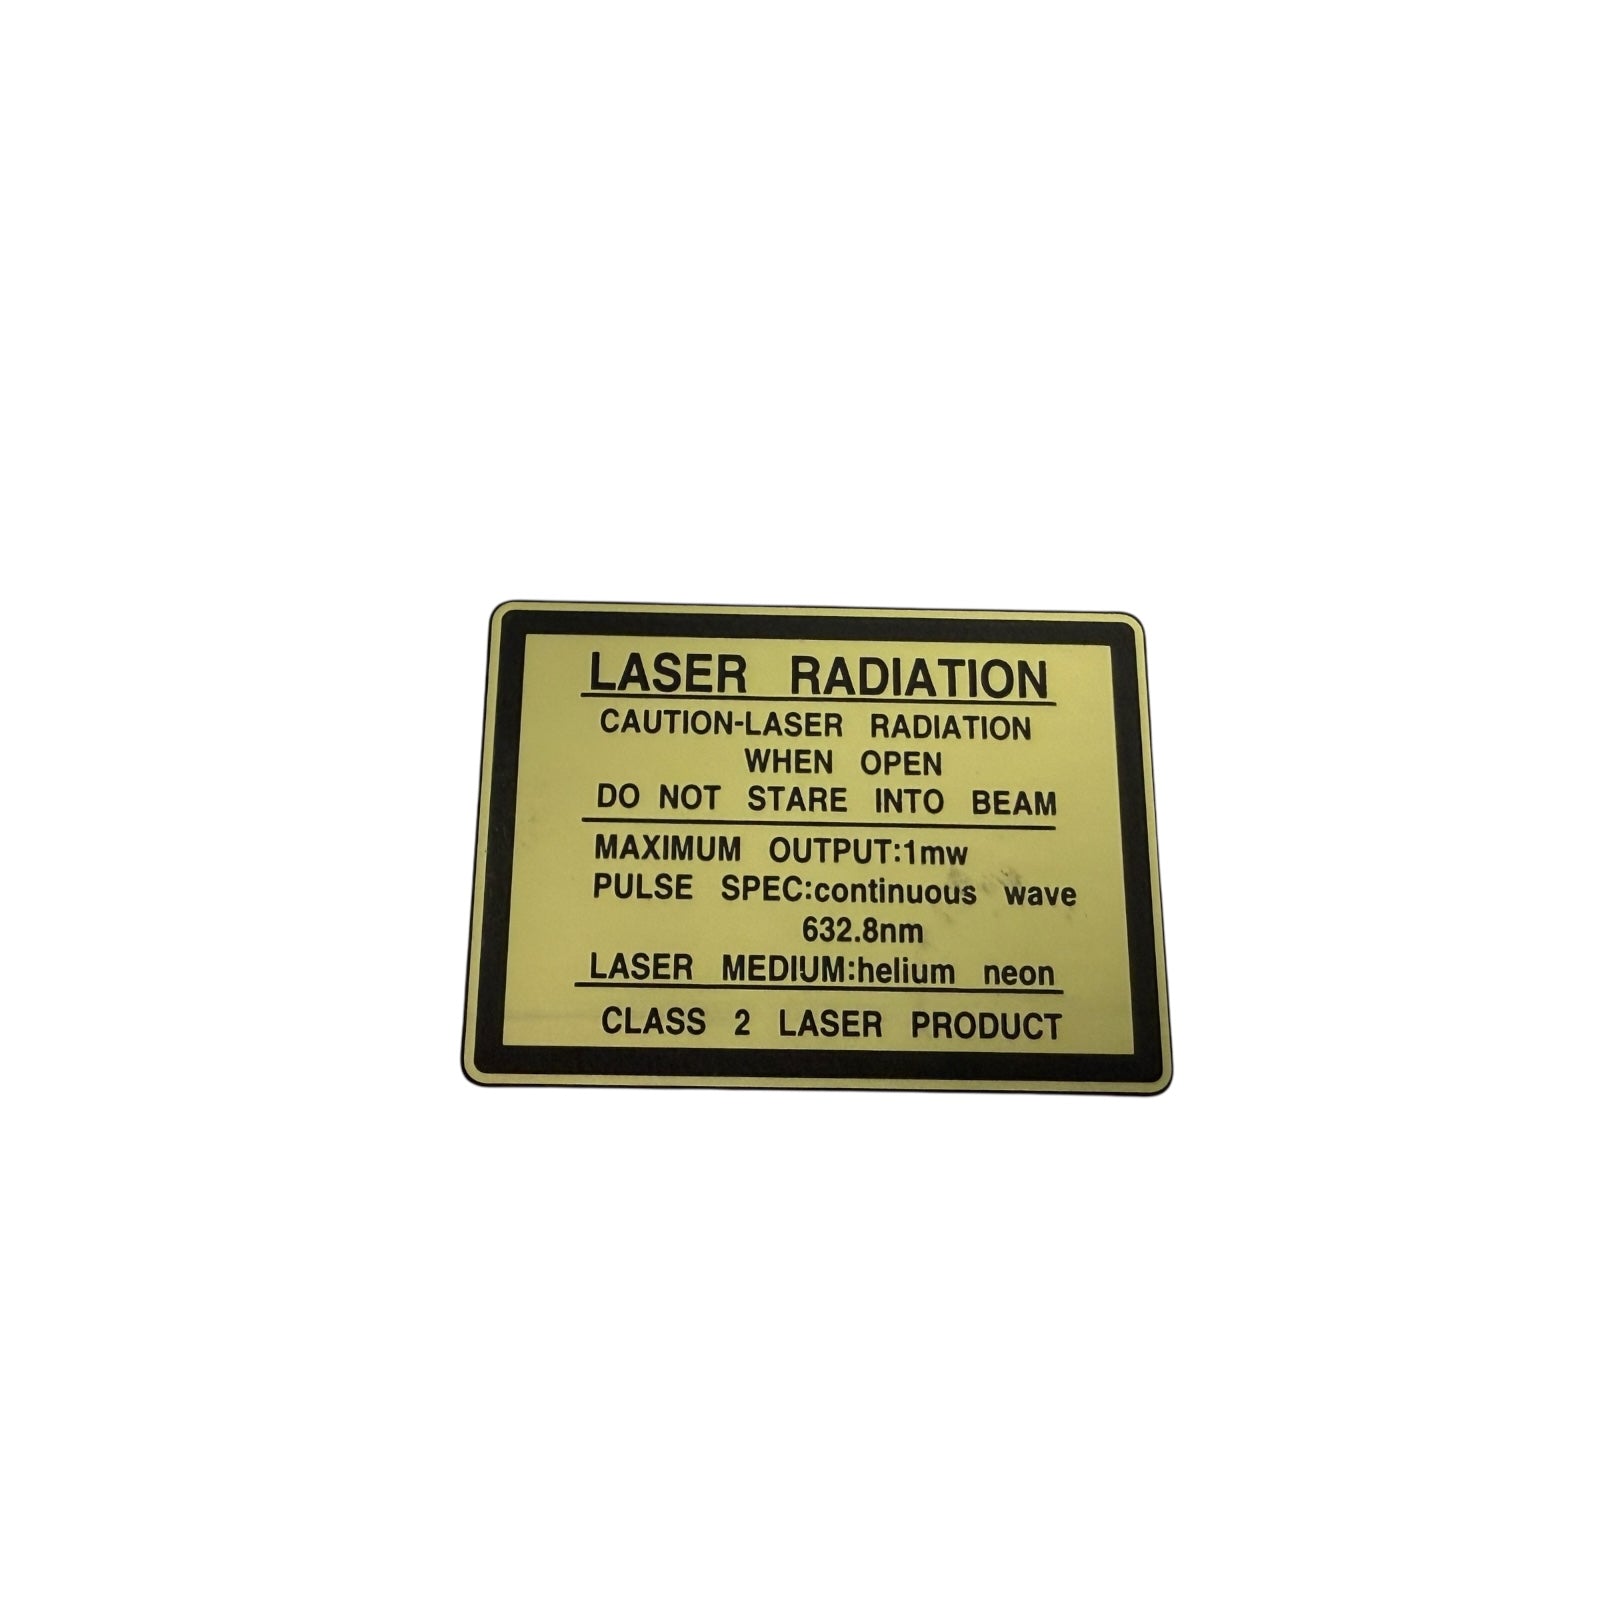 LASER RADIATION
CAUTION-LASER RADIATION
WHEN OPEN
DO NOT STARE INTO BEAM
MAXIMUM OUTPUT:1mw
PULSE SPEC:continuous wave
632.8nm
LASER MEDIUM:helium neon
CLASS 2 LASER PRODUCT